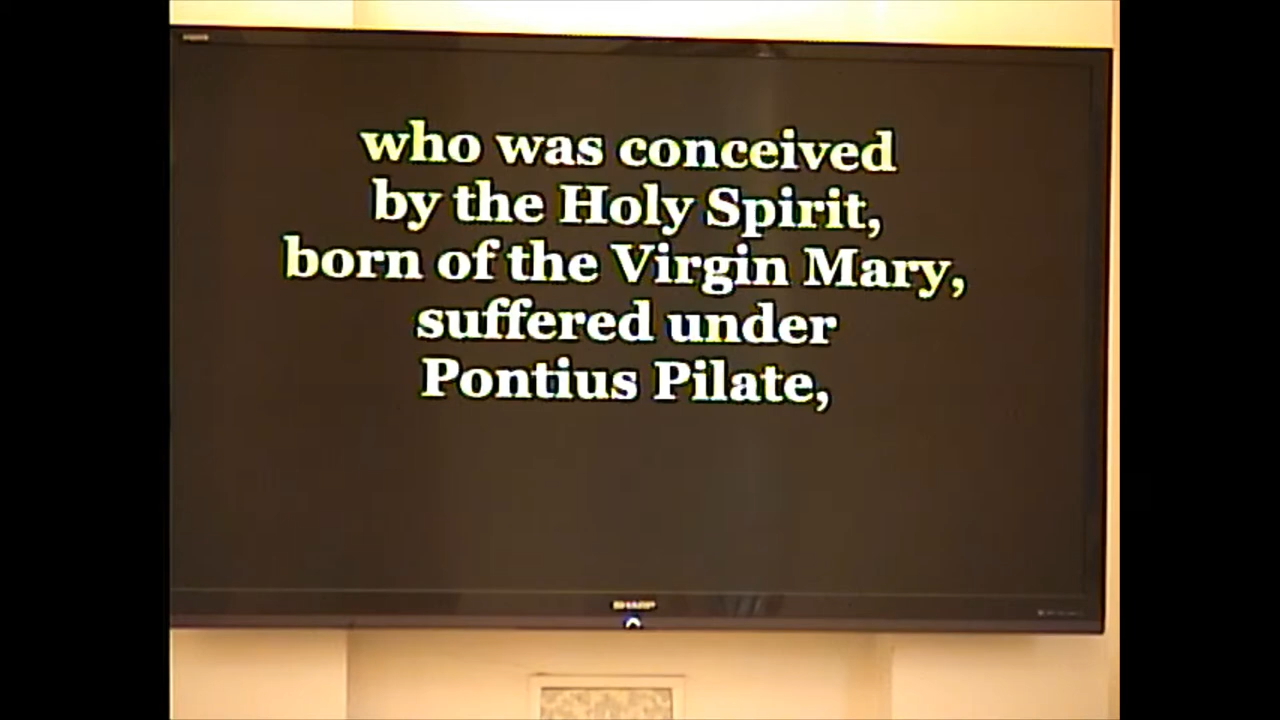 who was conceived
by the Holy Spirit,
born of the Virgin Mary,
suffered under
Pontius Pilate,
SHARP